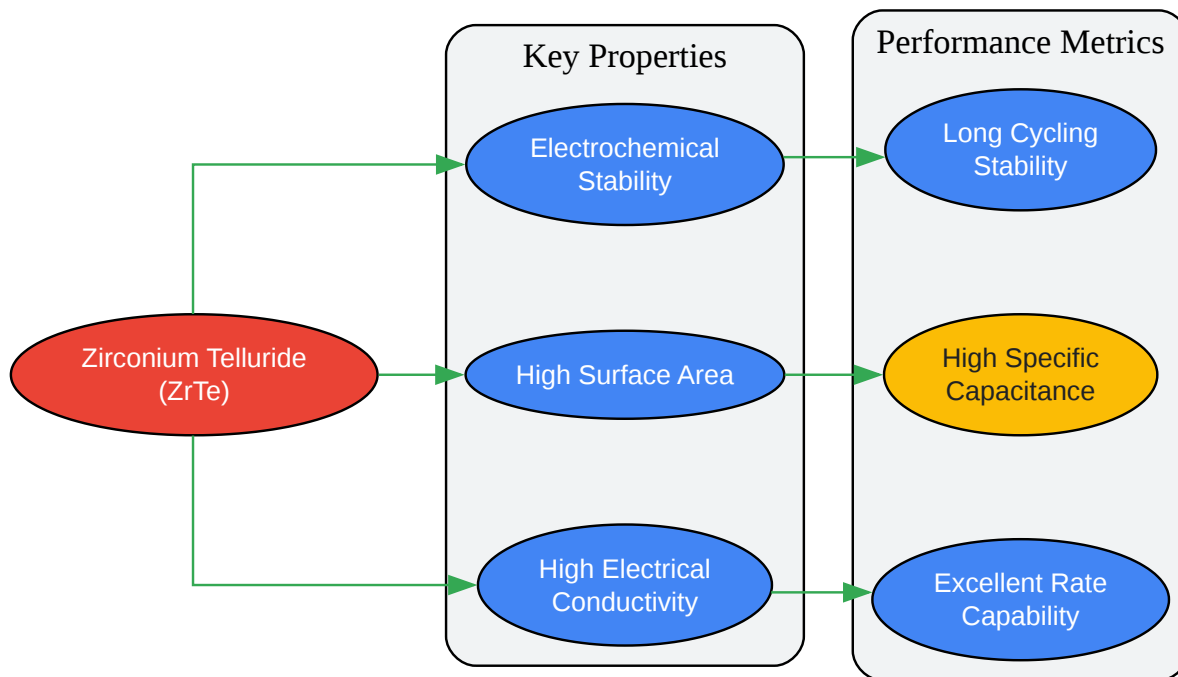 Key Properties
Performance Metrics
Electrochemical
Stability
Long Cycling
Stability
Zirconium Telluride
(ZrTe)
High Surface Area
High Specific
Capacitance
High Electrical
Conductivity
Excellent Rate
Capability